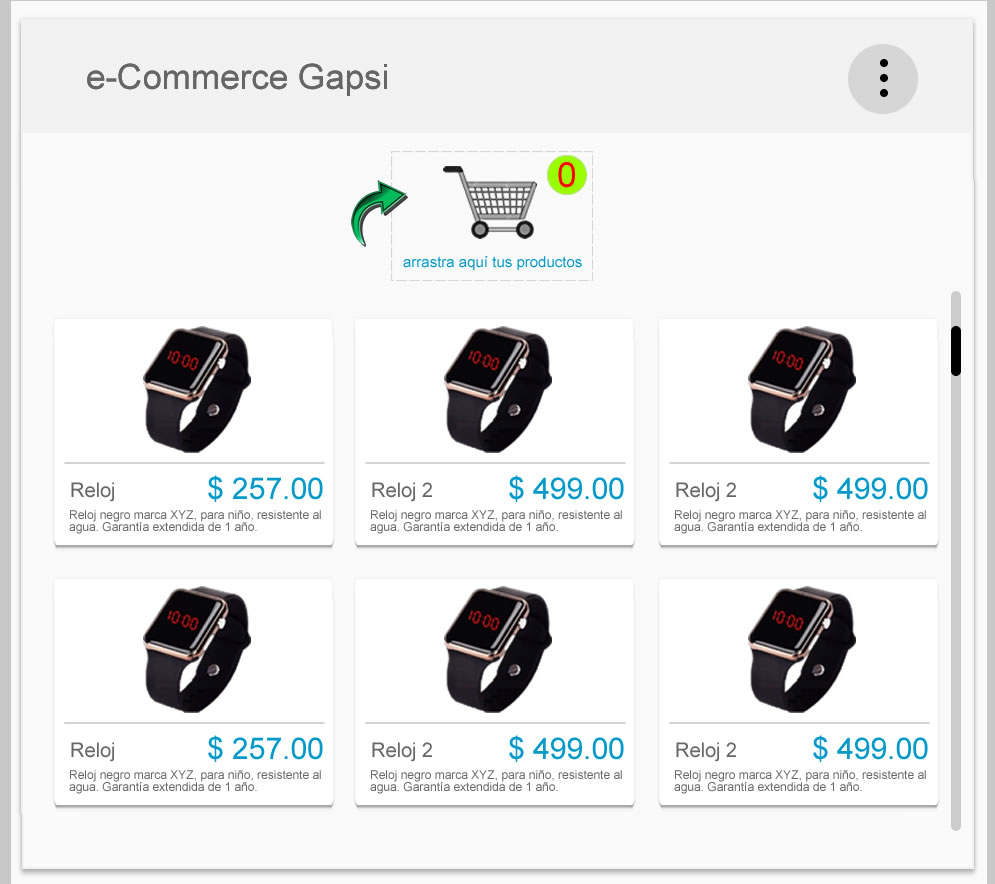 e-Commerce Gapsi
0
arrastra aquí tus productos
10:00
10:00
10:00
Reloj $ 257.00
Reloj negro marca XYZ, para niño, resistente al
agua. Garantía extendida de 1 año.
Reloj 2 $ 499.00
Reloj negro marca XYZ, para niño, resistente al
agua. Garantía extendida de 1 año.
Reloj 2 $ 499.00
Reloj negro marca XYZ, para niño, resistente al
agua. Garantía extendida de 1 año.
10:00
10:00
10:00
Reloj $ 257.00
Reloj negro marca XYZ, para niño, resistente al
agua. Garantía extendida de 1 año.
Reloj 2 $ 499.00
Reloj negro marca XYZ, para niño, resistente al
agua. Garantía extendida de 1 año.
Reloj 2 $ 499.00
Reloj negro marca XYZ, para niño, resistente al
agua. Garantía extendida de 1 año.